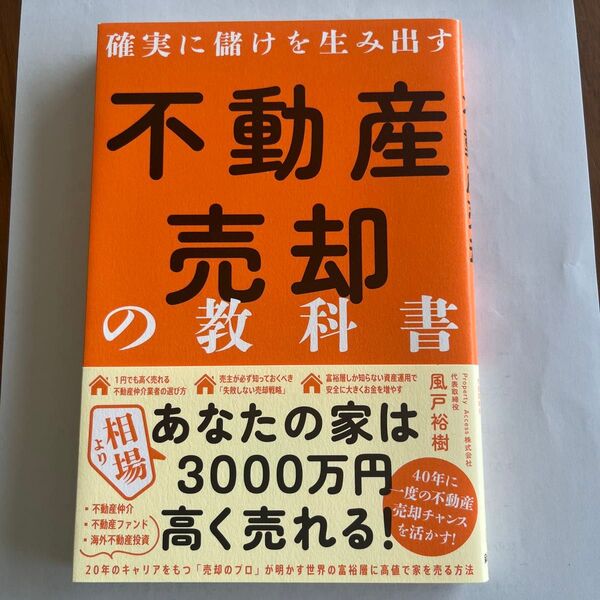 確実に儲けを生み出す
不動産
売却
の教科書
1円でも高く売れる
不動産仲介業者の選び方
売主が必ず知っておくべき
「失敗しない売却戦略」
富裕層しか知らない資産運用で
安全に大きくお金を増やす
Property Access 株式会社
代表取締役
風戸裕樹
相場
より
あなたの家は
3000万円
高く売れる!
・不動産仲介
・不動産ファンド
・海外不動産投資
40年に
一度の不動産
売却チャンス
を活かす!
20年のキャリアをもつ「売却のプロ」が明かす世界の富裕層に高値で家を売る方法